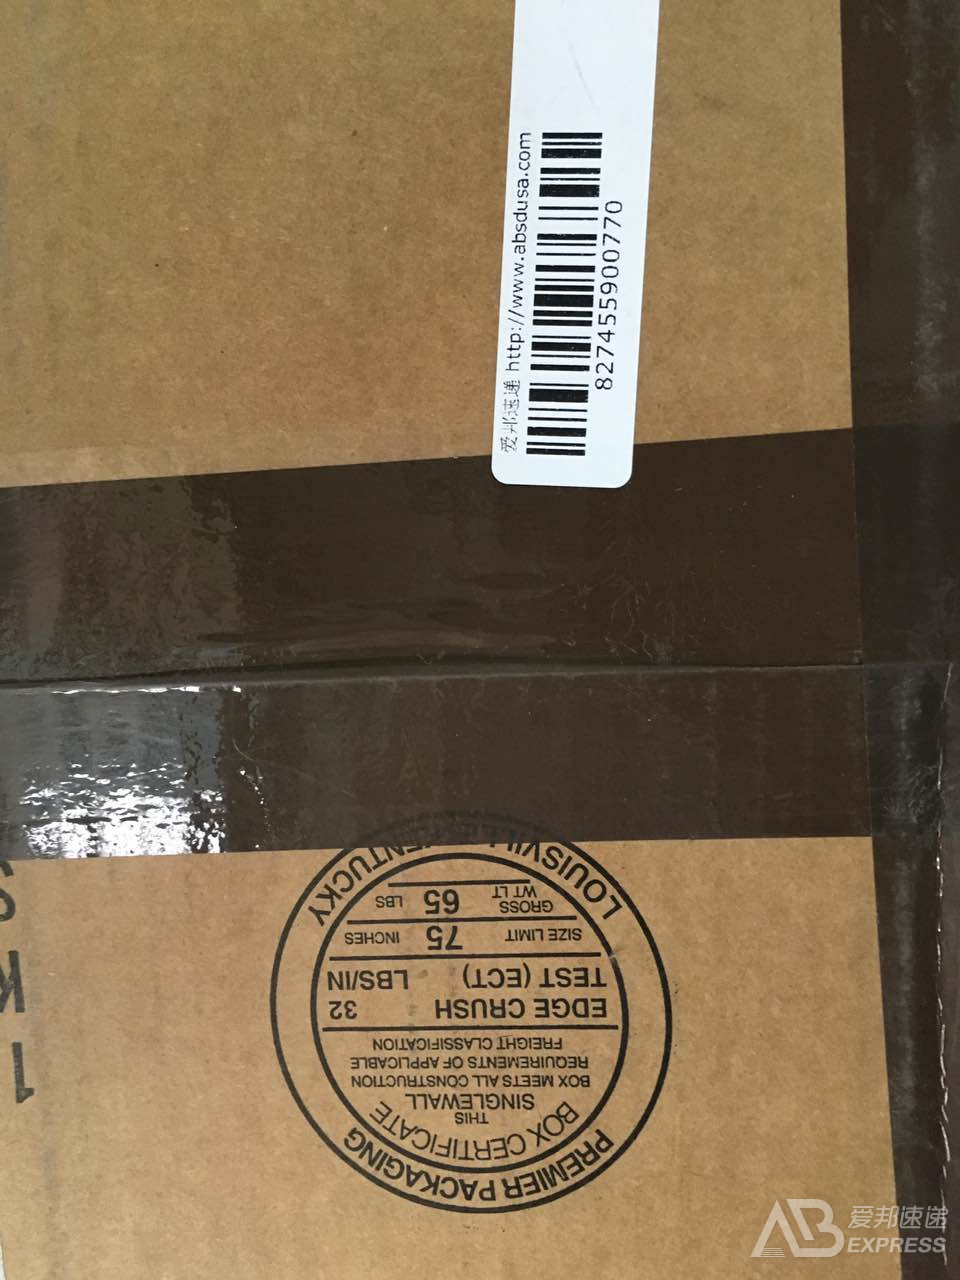 爱邦速递 http://www.absdusa.com
827455900770
PREMIER PACKAGING
BOX CERTIFICATE
THIS
SINGLEWALL
BOX MEETS ALL CONSTRUCTION
REQUIREMENTS OF APPLICABLE
FREIGHT CLASSIFICATION
EDGE CRUSH 32
TEST (ECT) LBS/IN
SIZE LIMIT 75 INCHES
GROSS WT LT 65 LBS
LOUISVILLE KENTUCKY
AB 爱邦速递
EXPRESS